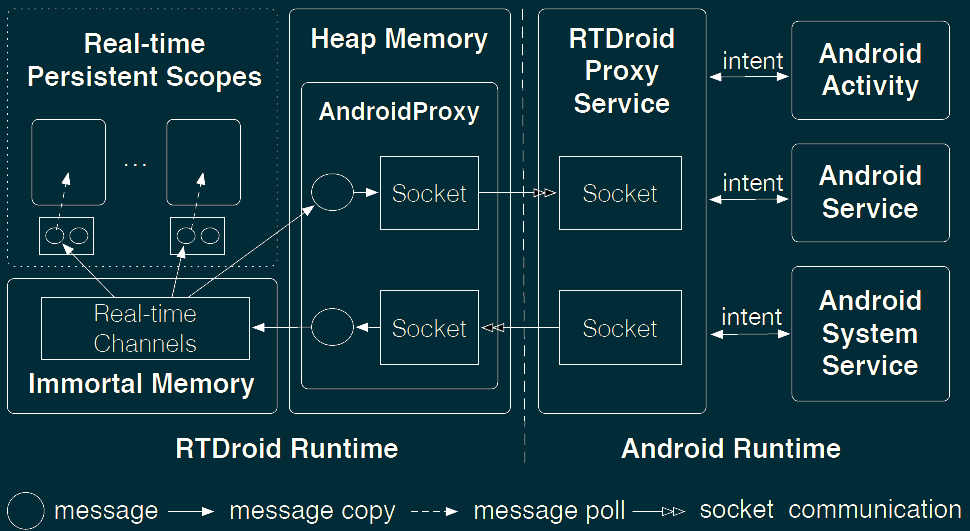 Real-time
Persistent Scopes
...
Real-time
Channels
Immortal Memory
Heap Memory
AndroidProxy
Socket
Socket
RTDroid Runtime
RTDroid
Proxy
Service
Socket
Socket
intent
intent
intent
Android
Activity
Android
Service
Android
System
Service
Android Runtime
message
message copy
message poll
socket communication